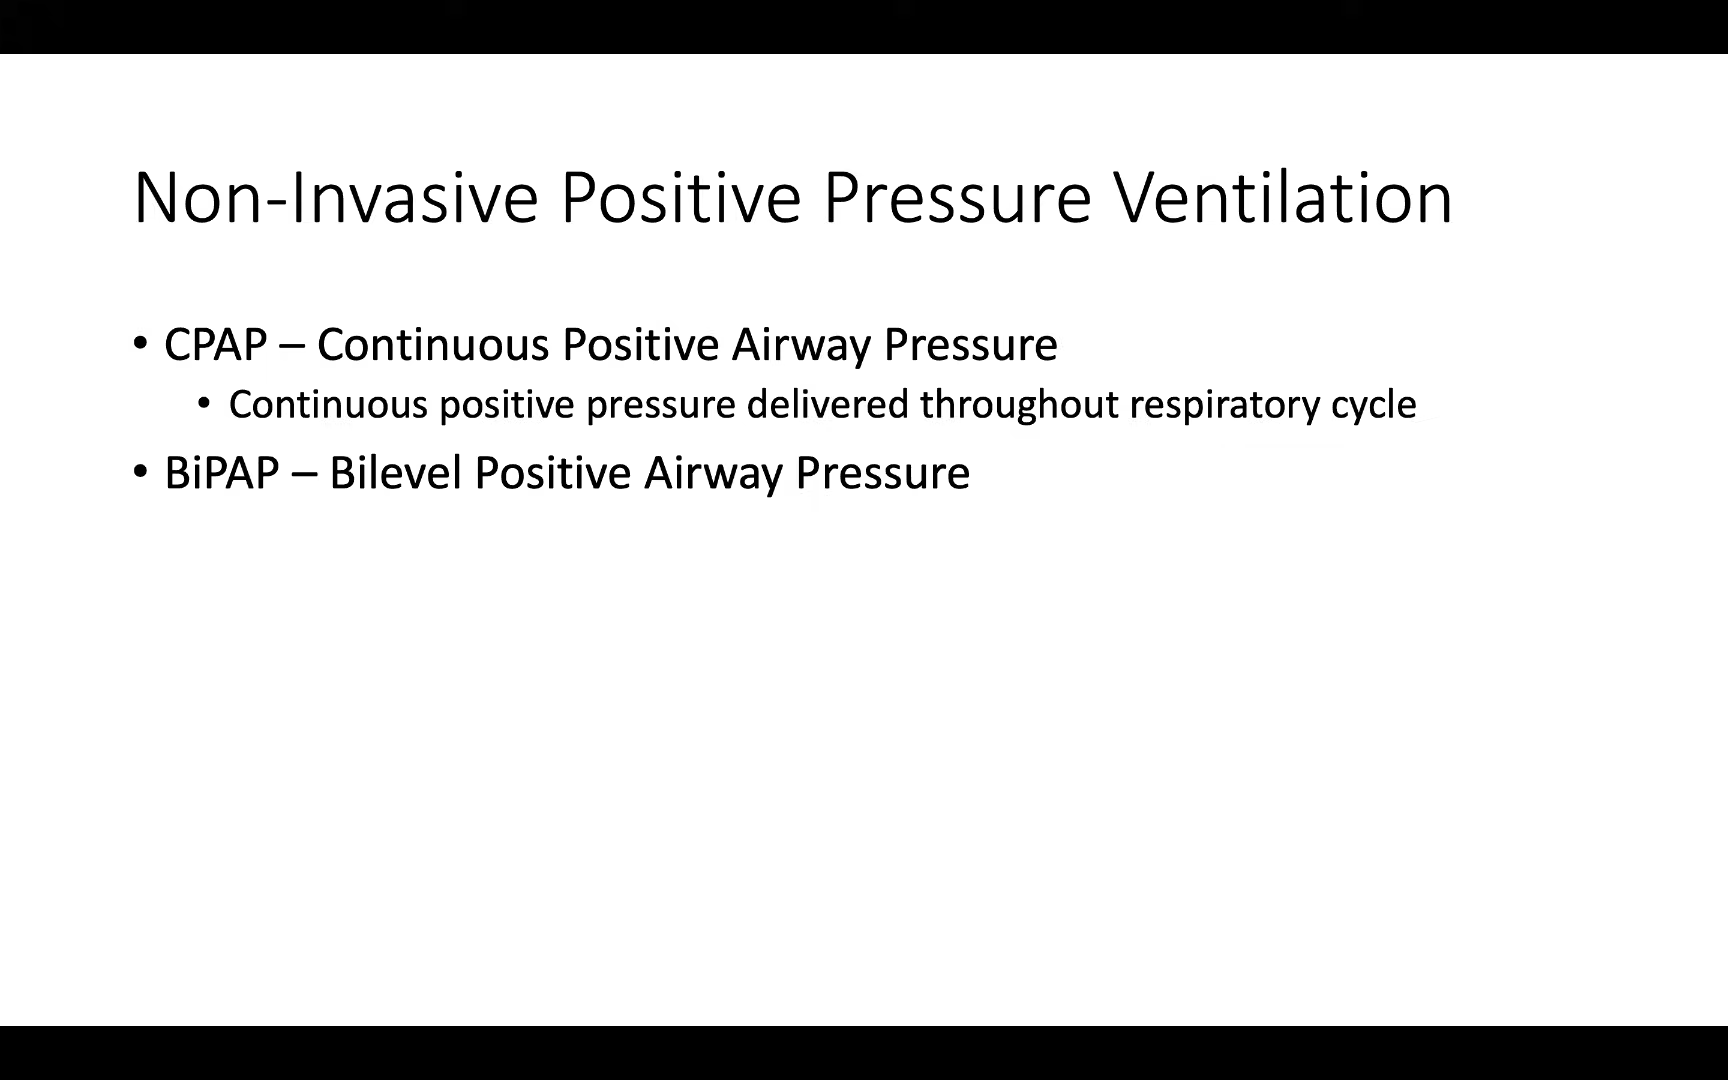 Non-Invasive Positive Pressure Ventilation
• CPAP – Continuous Positive Airway Pressure
• Continuous positive pressure delivered throughout respiratory cycle
• BiPAP – Bilevel Positive Airway Pressure